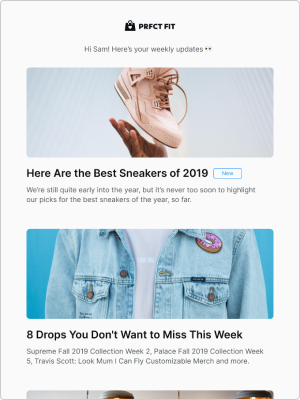 PRFCT FIT
Hi Sam! Here's your weekly updates 👀
Here Are the Best Sneakers of 2019 New
We're still quite early into the year, but it's never too soon to highlight
our picks for the best sneakers of the year, so far.
8 Drops You Don't Want to Miss This Week
Supreme Fall 2019 Collection Week 2, Palace Fall 2019 Collection Week
5, Travis Scott: Look Mum I Can Fly Customizable Merch and more.